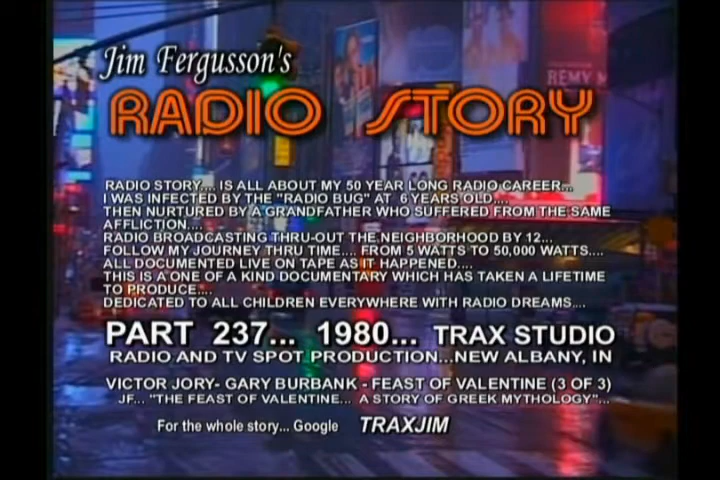 Jim Fergusson's
RADIO STORY
REMY M
RADIO STORY.... IS ALL ABOUT MY 50 YEAR LONG RADIO CAREER...
I WAS INFECTED BY THE "RADIO BUG" AT 6 YEARS OLD....
THEN NURTURED BY A GRANDFATHER WHO SUFFERED FROM THE SAME
AFFLICTION....
RADIO BROADCASTING THRU-OUT THE NEIGHBORHOOD BY 12...
FOLLOW MY JOURNEY THRU TIME.... FROM 5 WATTS TO 50,000 WATTS....
ALL DOCUMENTED LIVE ON TAPE AS IT HAPPENED....
THIS IS A ONE OF A KIND DOCUMENTARY WHICH HAS TAKEN A LIFETIME
TO PRODUCE....
DEDICATED TO ALL CHILDREN EVERYWHERE WITH RADIO DREAMS....
PART 237... 1980... TRAX STUDIO
RADIO AND TV SPOT PRODUCTION...NEW ALBANY, IN
VICTOR JORY- GARY BURBANK - FEAST OF VALENTINE (3 OF 3)
JF... "THE FEAST OF VALENTINE... A STORY OF GREEK MYTHOLOGY"...
For the whole story... Google TRAXJIM